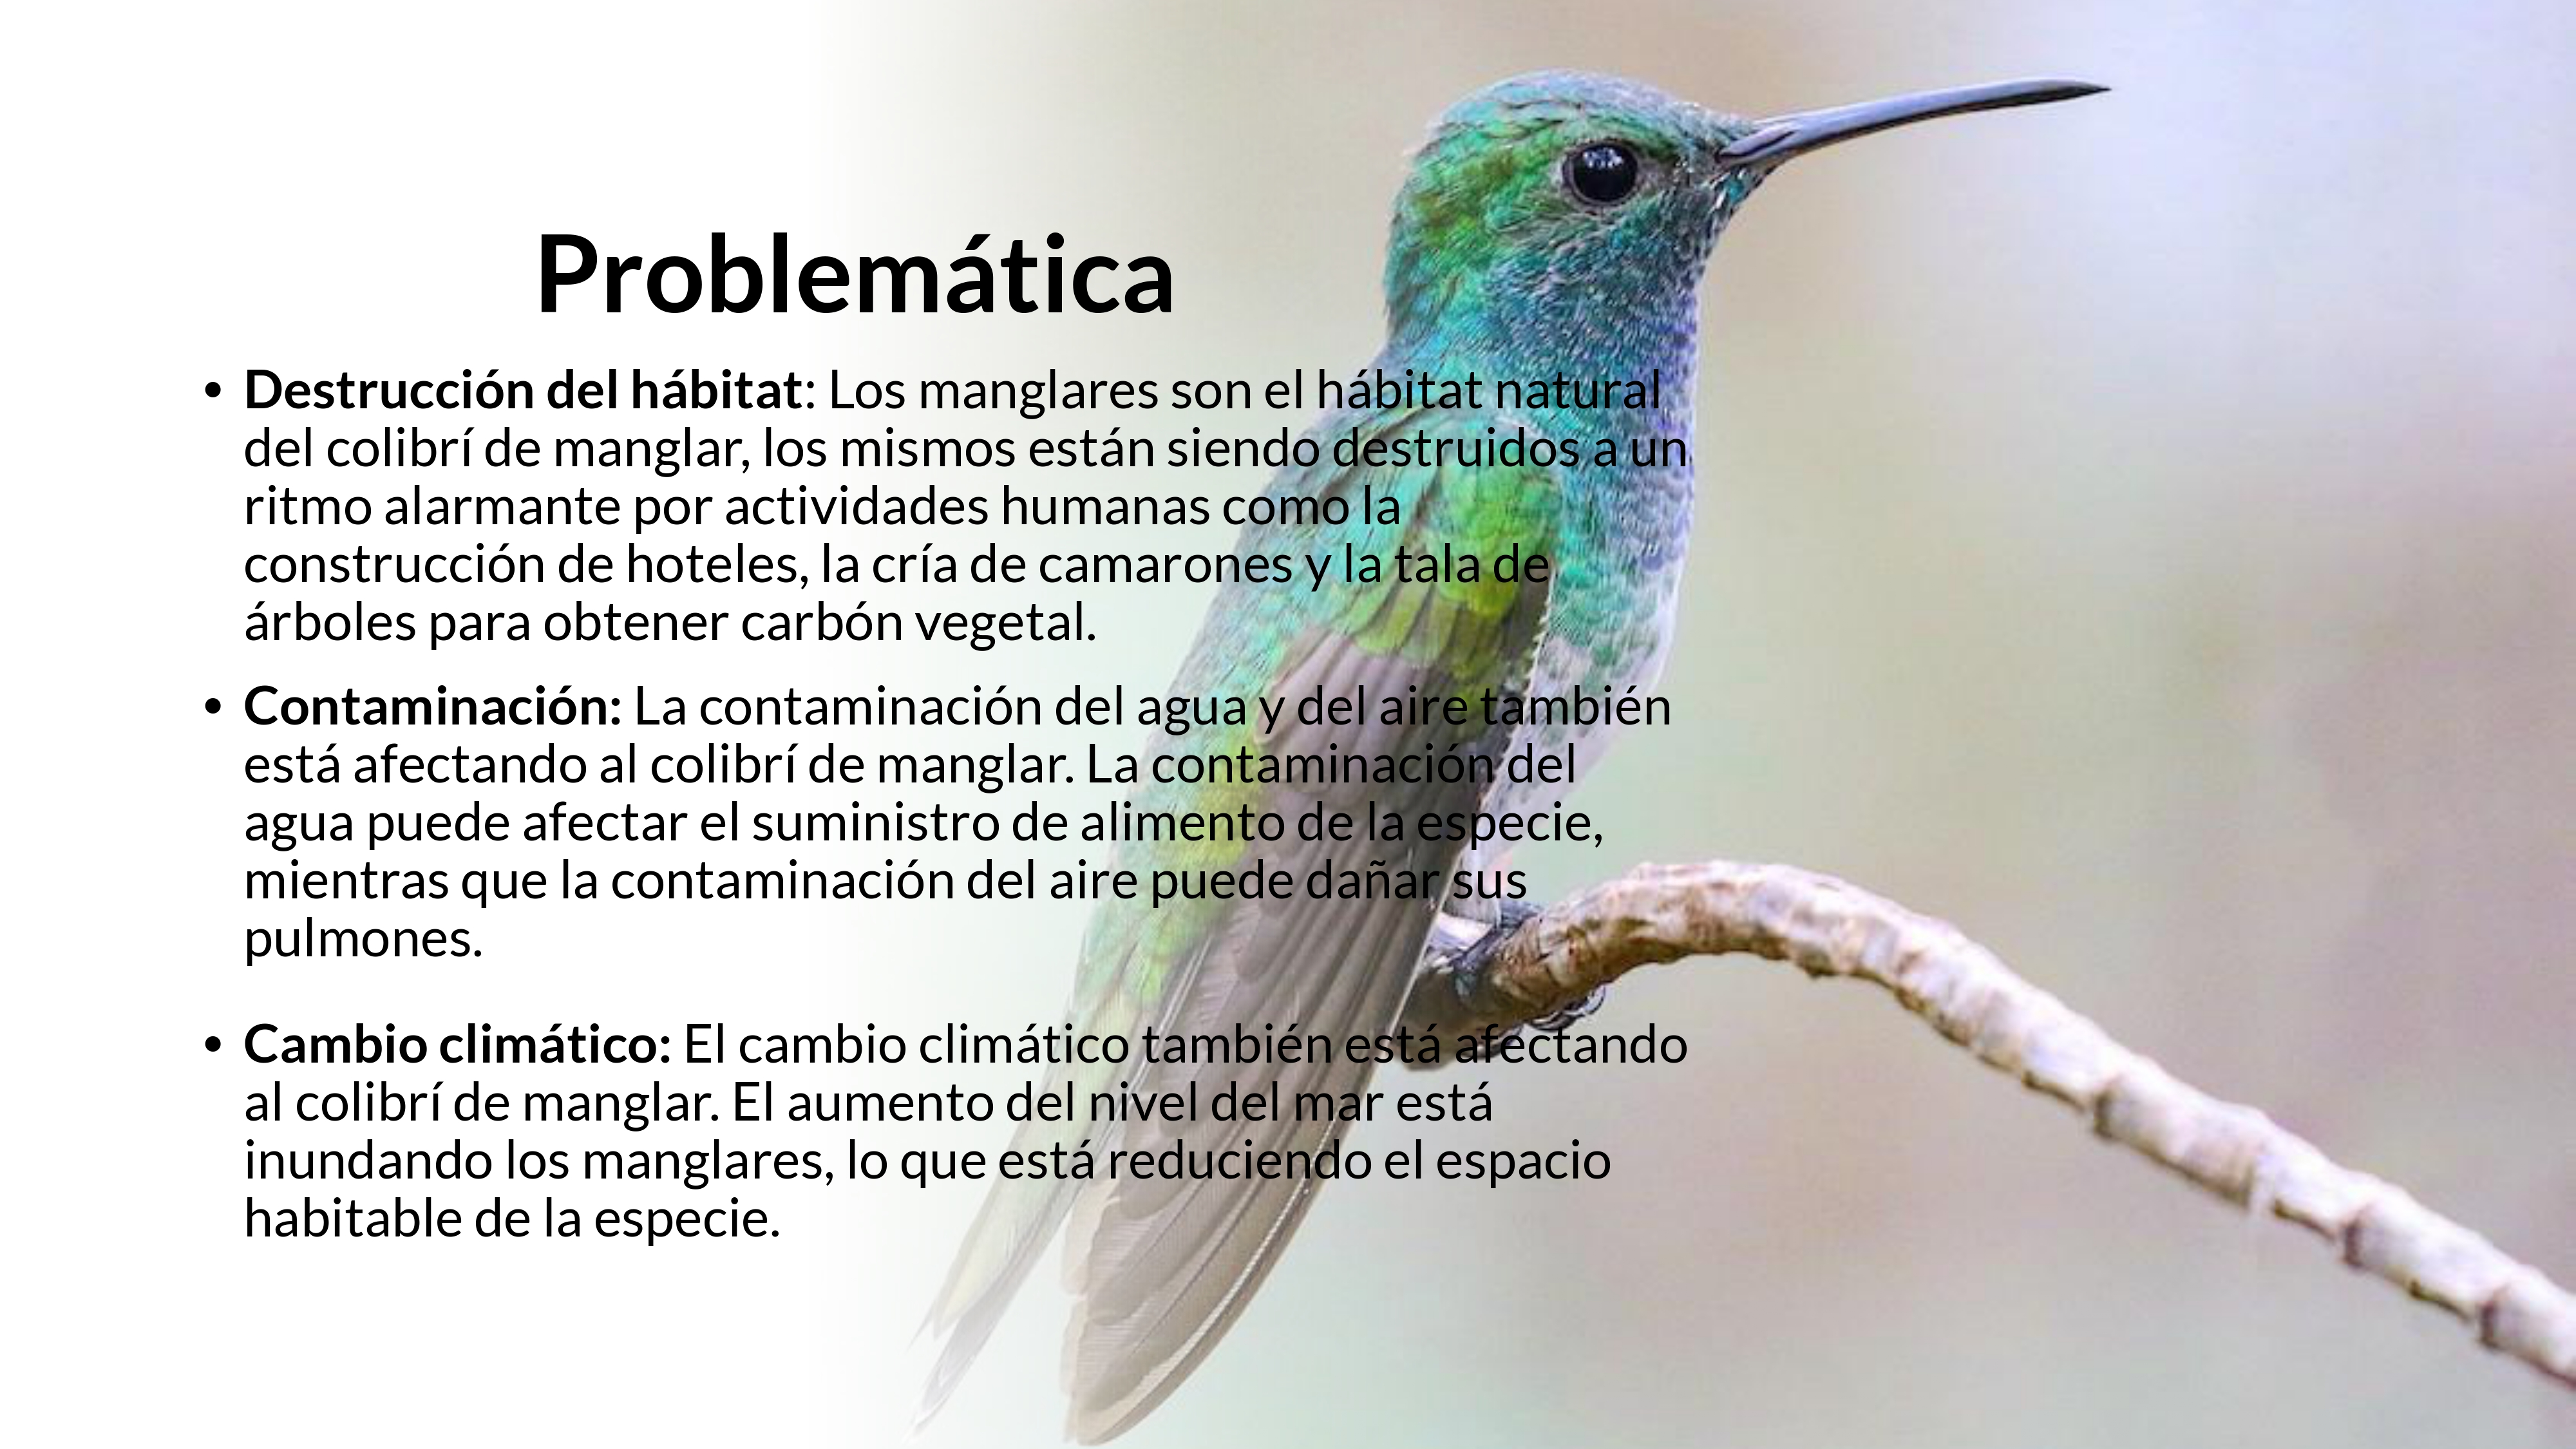 Problemática
• Destrucción del hábitat: Los manglares son el hábitat natural
del colibrí de manglar, los mismos están siendo destruidos a un
ritmo alarmante por actividades humanas como la
construcción de hoteles, la cría de camarones y la tala de
árboles para obtener carbón vegetal.
• Contaminación: La contaminación del agua y del aire también
está afectando al colibrí de manglar. La contaminación del
agua puede afectar el suministro de alimento de la especie,
mientras que la contaminación del aire puede dañar sus
pulmones.
• Cambio climático: El cambio climático también está afectando
al colibrí de manglar. El aumento del nivel del mar está
inundando los manglares, lo que está reduciendo el espacio
habitable de la especie.